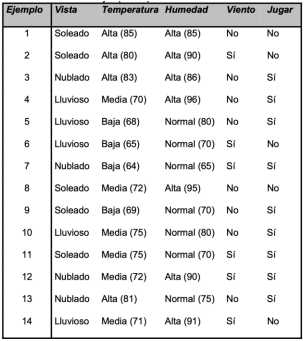 Ejemplo Vista Temperatura Humedad Viento Jugar
1 Soleado Alta (85) Alta (85) No No
2 Soleado Alta (80) Alta (90) Sí No
3 Nublado Alta (83) Alta (86) No Sí
4 Lluvioso Media (70) Alta (96) No Sí
5 Lluvioso Baja (68) Normal (80) No Sí
6 Lluvioso Baja (65) Normal (70) Sí No
7 Nublado Baja (64) Normal (65) Sí Sí
8 Soleado Media (72) Alta (95) No No
9 Soleado Baja (69) Normal (70) No Sí
10 Lluvioso Media (75) Normal (80) No Sí
11 Soleado Media (75) Normal (70) Sí Sí
12 Nublado Media (72) Alta (90) Sí Sí
13 Nublado Alta (81) Normal (75) No Sí
14 Lluvioso Media (71) Alta (91) Sí No